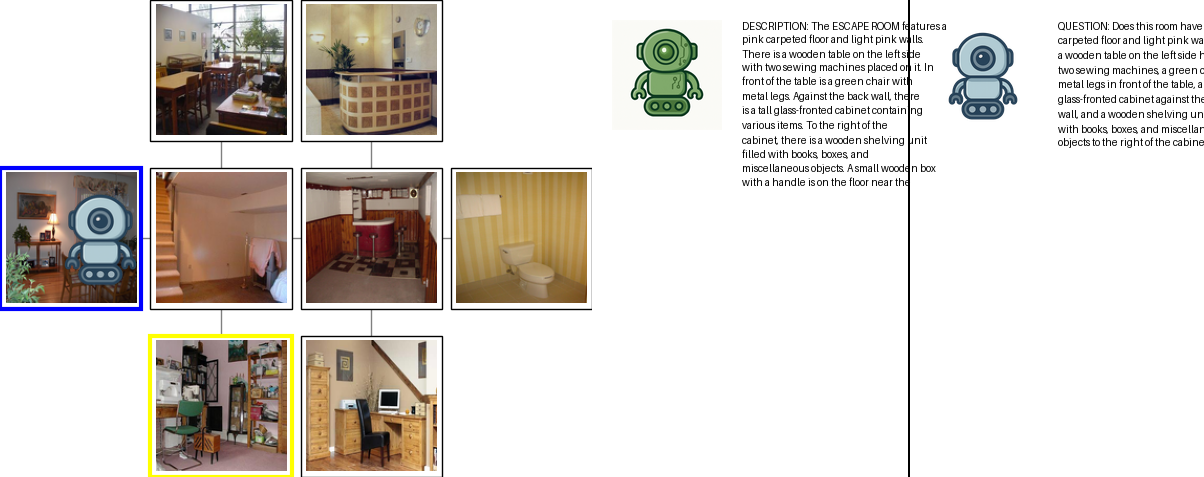 DESCRIPTION: The ESCAPE ROOM features a
pink carpeted floor and light pink walls.
There is a wooden table on the left side
with two sewing machines placed on it. In
front of the table is a green chair with
metal legs. Against the back wall, there
is a tall glass-fronted cabinet containing
various items. To the right of the
cabinet, there is a wooden shelving unit
filled with books, boxes, and
miscellaneous objects. A small wooden box
with a handle is on the floor near the
QUESTION: Does this room have
carpeted floor and light pink wa
a wooden table on the left side h
two sewing machines, a green c
metal legs in front of the table, a
glass-fronted cabinet against the
wall, and a wooden shelving un
with books, boxes, and miscellan
objects to the right of the cabine